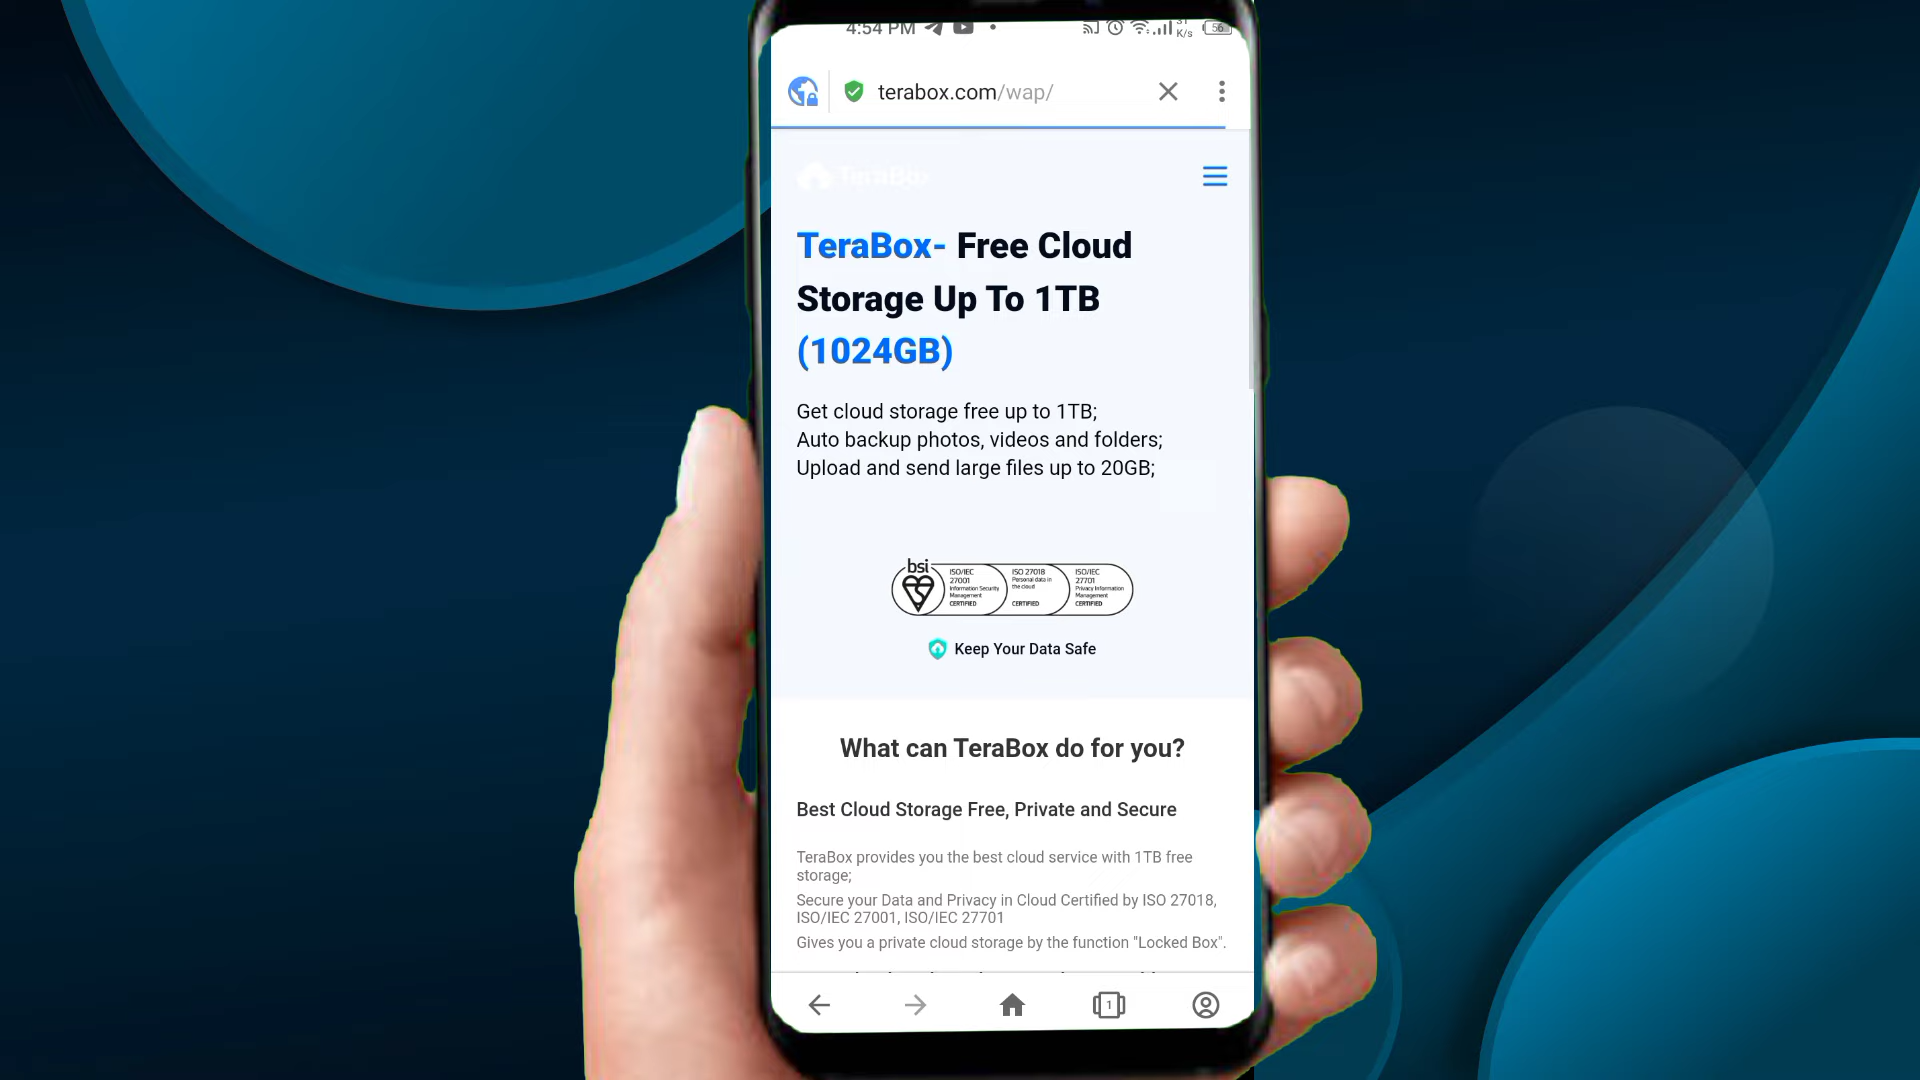 4:54 PM
31
K/s
56
terabox.com/wap/
TeraBox
TeraBox- Free Cloud
Storage Up To 1TB
(1024GB)
Get cloud storage free up to 1TB;
Auto backup photos, videos and folders;
Upload and send large files up to 20GB;
bsi
ISO/IEC
27001
Information Security
Management
CERTIFIED
ISO 27018
Personal data in
the cloud
CERTIFIED
ISO/IEC
27701
Privacy Information
Management
CERTIFIED
Keep Your Data Safe
What can TeraBox do for you?
Best Cloud Storage Free, Private and Secure
TeraBox provides you the best cloud service with 1TB free
storage;
Secure your Data and Privacy in Cloud Certified by ISO 27018,
ISO/IEC 27001, ISO/IEC 27701
Gives you a private cloud storage by the function "Locked Box".
1